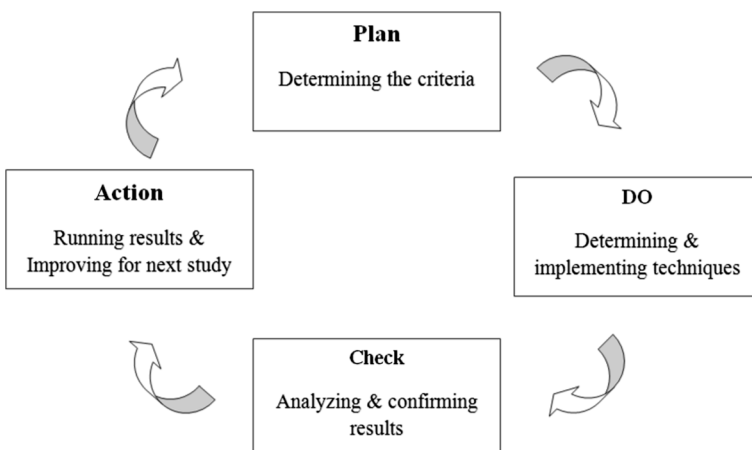 Plan
Determining the criteria
Action
Running results &
Improving for next study
DO
Determining &
implementing techniques
Check
Analyzing & confirming
results